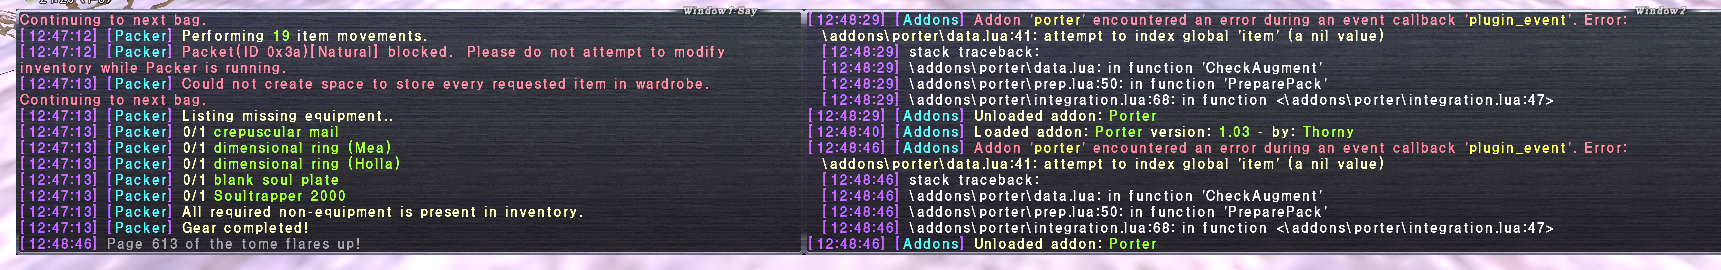 Window1:Say
Continuing to next bag.
[12:47:12] [Packer] Performing 19 item movements.
[12:47:12] [Packer] Packet(ID 0x3a)[Natural] blocked.  Please do not attempt to modify
inventory while Packer is running.
[12:47:13] [Packer] Could not create space to store every requested item in wardrobe.
Continuing to next bag.
[12:47:13] [Packer] Listing missing equipment..
[12:47:13] [Packer] 0/1 crepuscular mail
[12:47:13] [Packer] 0/1 dimensional ring (Mea)
[12:47:13] [Packer] 0/1 dimensional ring (Holla)
[12:47:13] [Packer] 0/1 blank soul plate
[12:47:13] [Packer] 0/1 Soultrapper 2000
[12:47:13] [Packer] All required non-equipment is present in inventory.
[12:47:13] [Packer] Gear completed!
[12:48:46] Page 613 of the tome flares up!
Window2
[12:48:29] [Addons] Addon 'porter' encountered an error during an event callback 'plugin_event'. Error:
\addons\porter\data.lua:41: attempt to index global 'item' (a nil value)
[12:48:29] stack traceback:
[12:48:29] \addons\porter\data.lua: in function 'CheckAugment'
[12:48:29] \addons\porter\prep.lua:50: in function 'PreparePack'
[12:48:29] \addons\porter\integration.lua:68: in function <\addons\porter\integration.lua:47>
[12:48:29] [Addons] Unloaded addon: Porter
[12:48:40] [Addons] Loaded addon: Porter version: 1.03 - by: Thorny
[12:48:46] [Addons] Addon 'porter' encountered an error during an event callback 'plugin_event'. Error:
\addons\porter\data.lua:41: attempt to index global 'item' (a nil value)
[12:48:46] stack traceback:
[12:48:46] \addons\porter\data.lua: in function 'CheckAugment'
[12:48:46] \addons\porter\prep.lua:50: in function 'PreparePack'
[12:48:46] \addons\porter\integration.lua:68: in function <\addons\porter\integration.lua:47>
[12:48:46] [Addons] Unloaded addon: Porter